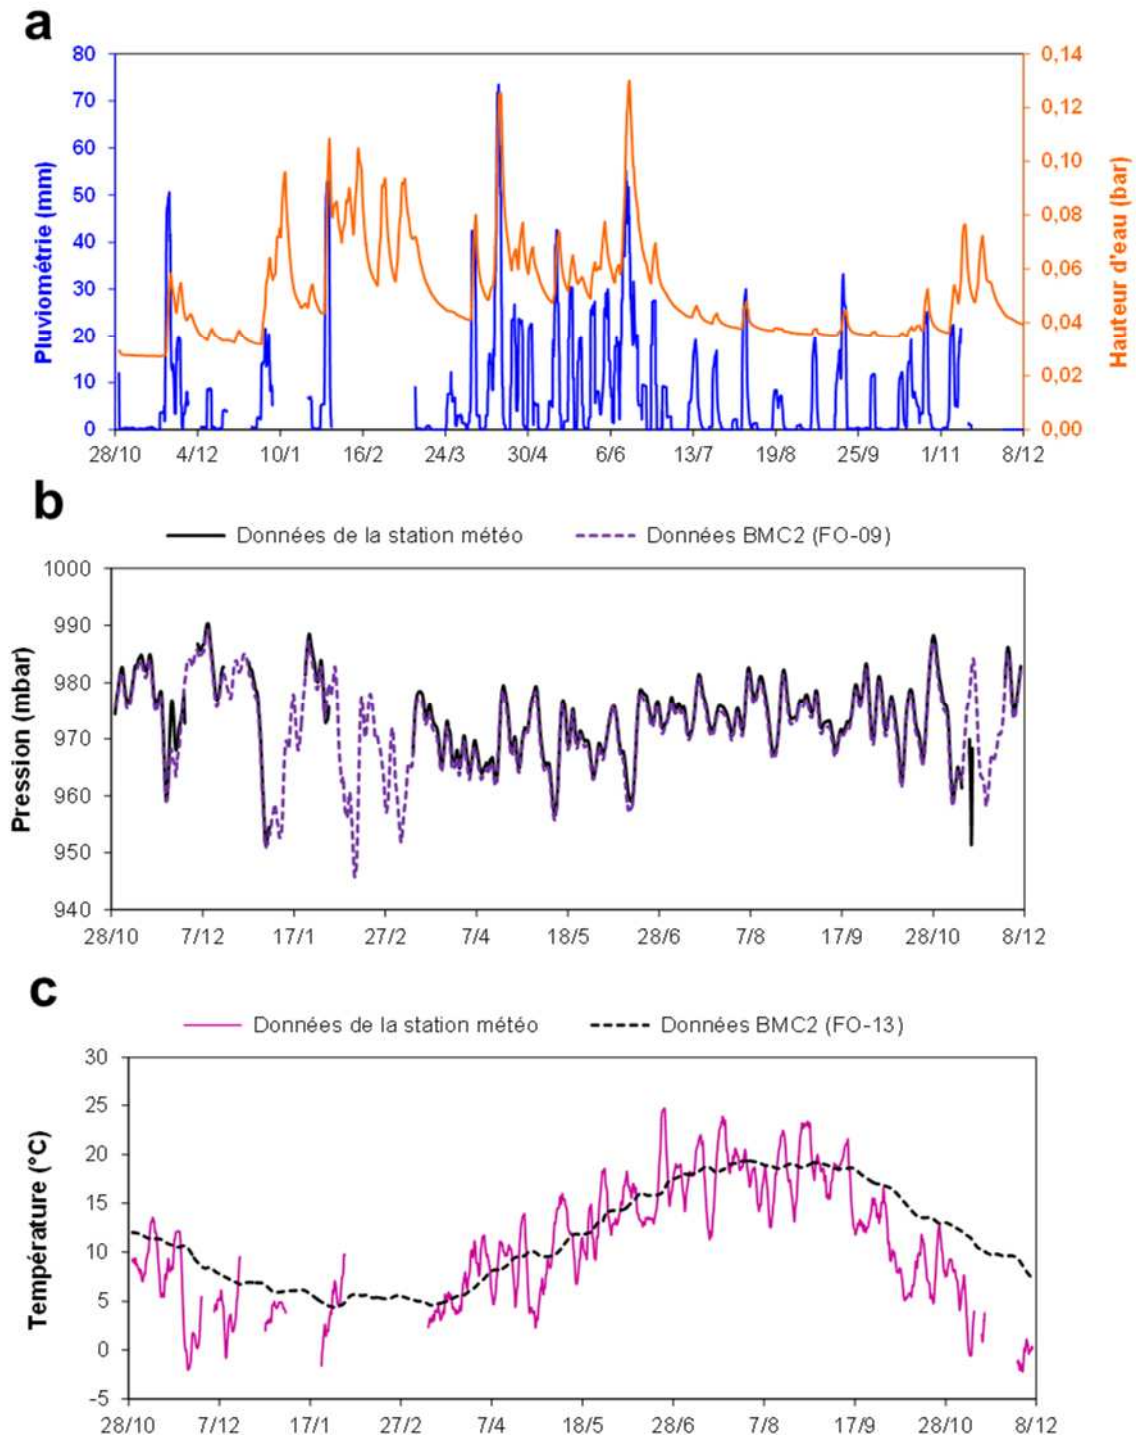 a
80
70
60
50
40
30
20
10
0
Pluviométrie (mm)
0,14
0,12
0,10
0,08
0,06
0,04
0,02
0,00
Hauteur d'eau (bar)
28/10 4/12 10/1 16/2 24/3 30/4 6/6 13/7 19/8 25/9 1/11 8/12
b
Données de la station météo Données BMC2 (FO-09)
1000
990
980
970
960
950
940
Pression (mbar)
28/10 7/12 17/1 27/2 7/4 18/5 28/6 7/8 17/9 28/10 8/12
c
Données de la station météo Données BMC2 (FO-13)
30
25
20
15
10
5
0
-5
Température (°C)
28/10 7/12 17/1 27/2 7/4 18/5 28/6 7/8 17/9 28/10 8/12